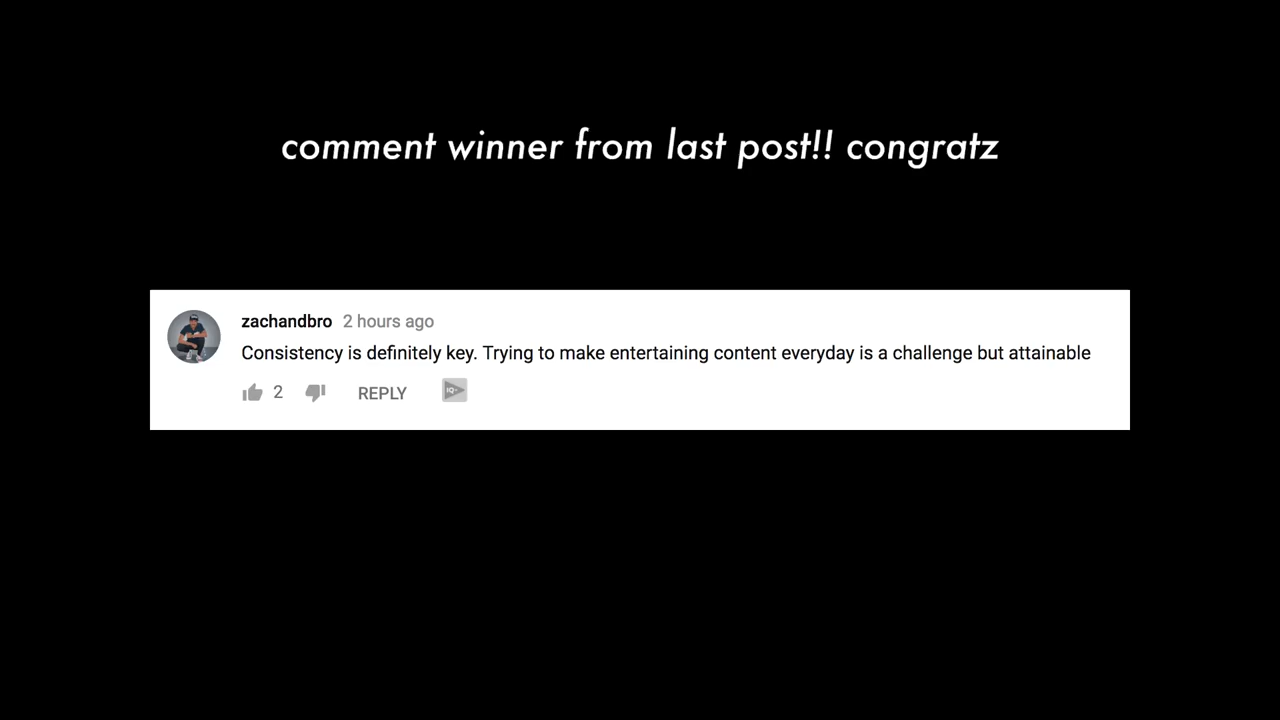 comment winner from last post!! congratz
zachandbro 2 hours ago
Consistency is definitely key. Trying to make entertaining content everyday is a challenge but attainable
2 REPLY IQ